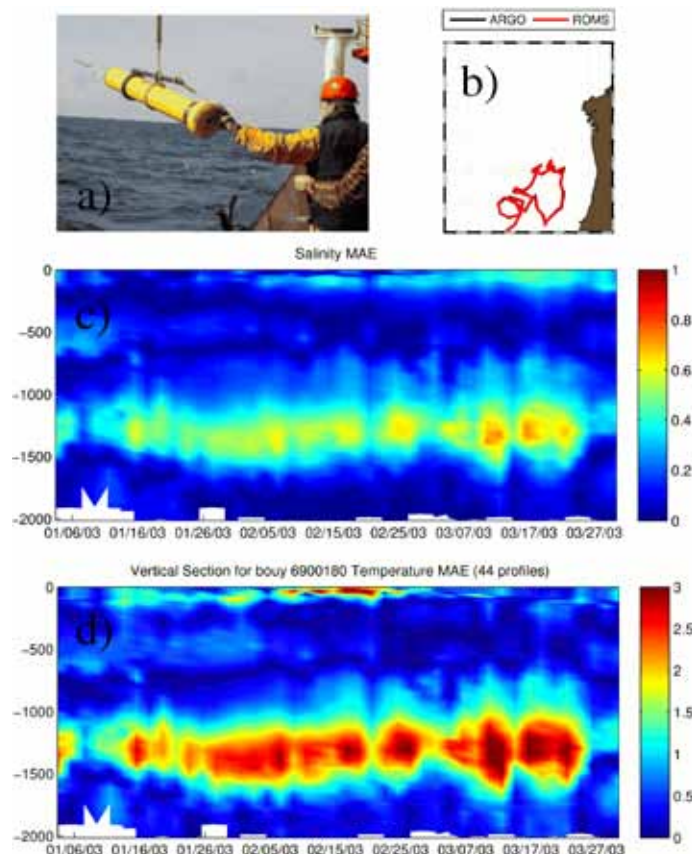 ARGO ROMS
a)
b)
Salinity MAE
c)
0
−500
−1000
−1500
−2000
01/06/03 01/16/03 01/26/03 02/05/03 02/15/03 02/25/03 03/07/03 03/17/03 03/27/03
1
0.8
0.6
0.4
0.2
0
Vertical Section for bouy 6900180 Temperature MAE (44 profiles)
d)
0
−500
−1000
−1500
−2000
01/06/03 01/16/03 01/26/03 02/05/03 02/15/03 02/25/03 03/07/03 03/17/03 03/27/03
3
2.5
2
1.5
1
0.5
0